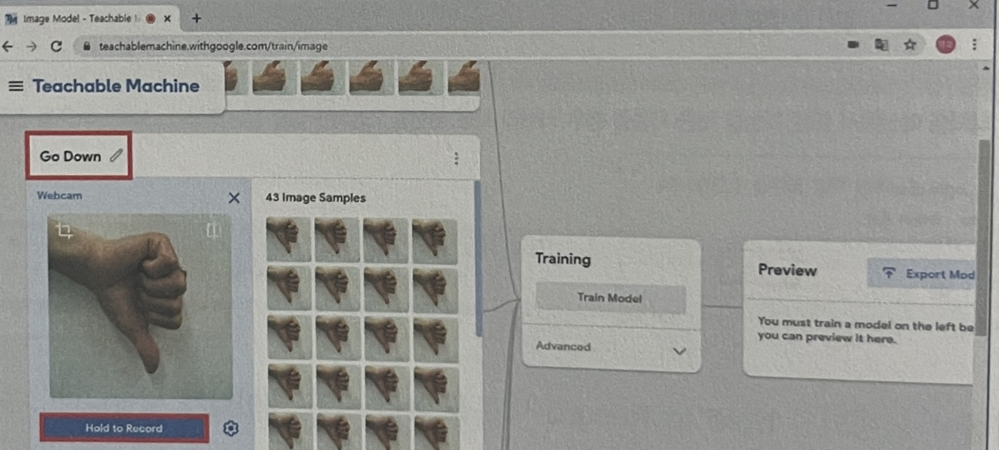 Image Model - Teachable
teachablemachine.withgoogle.com/train/image
Teachable Machine
Go Down
Webcam
43 Image Samples
Hold to Record
Training
Train Model
Advanced
Preview
Export Mod
You must train a model on the left be
you can preview it here.